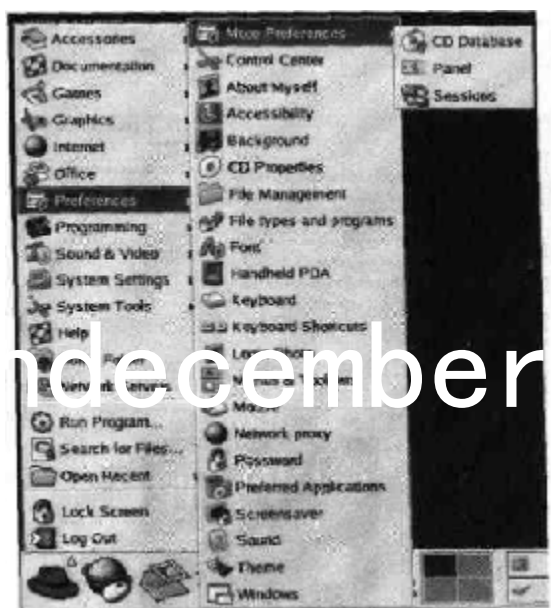 Accessories
Documentation
Games
Graphics
Internet
Office
Preferences
Programming
Sound & Video
System Settings
System Tools
Help
Network Servers
Run Program...
Search for Files...
Open Recent
Lock Screen
Log Out
More Preferences
Control Center
About Myself
Accessibility
Background
CD Properties
File Management
File types and programs
Font
Handheld PDA
Keyboard
Keyboard Shortcuts
Mouse
Network proxy
Password
Preferred Applications
Screensaver
Sound
Theme
Windows
CD Database
Panel
Sessions
ndecember